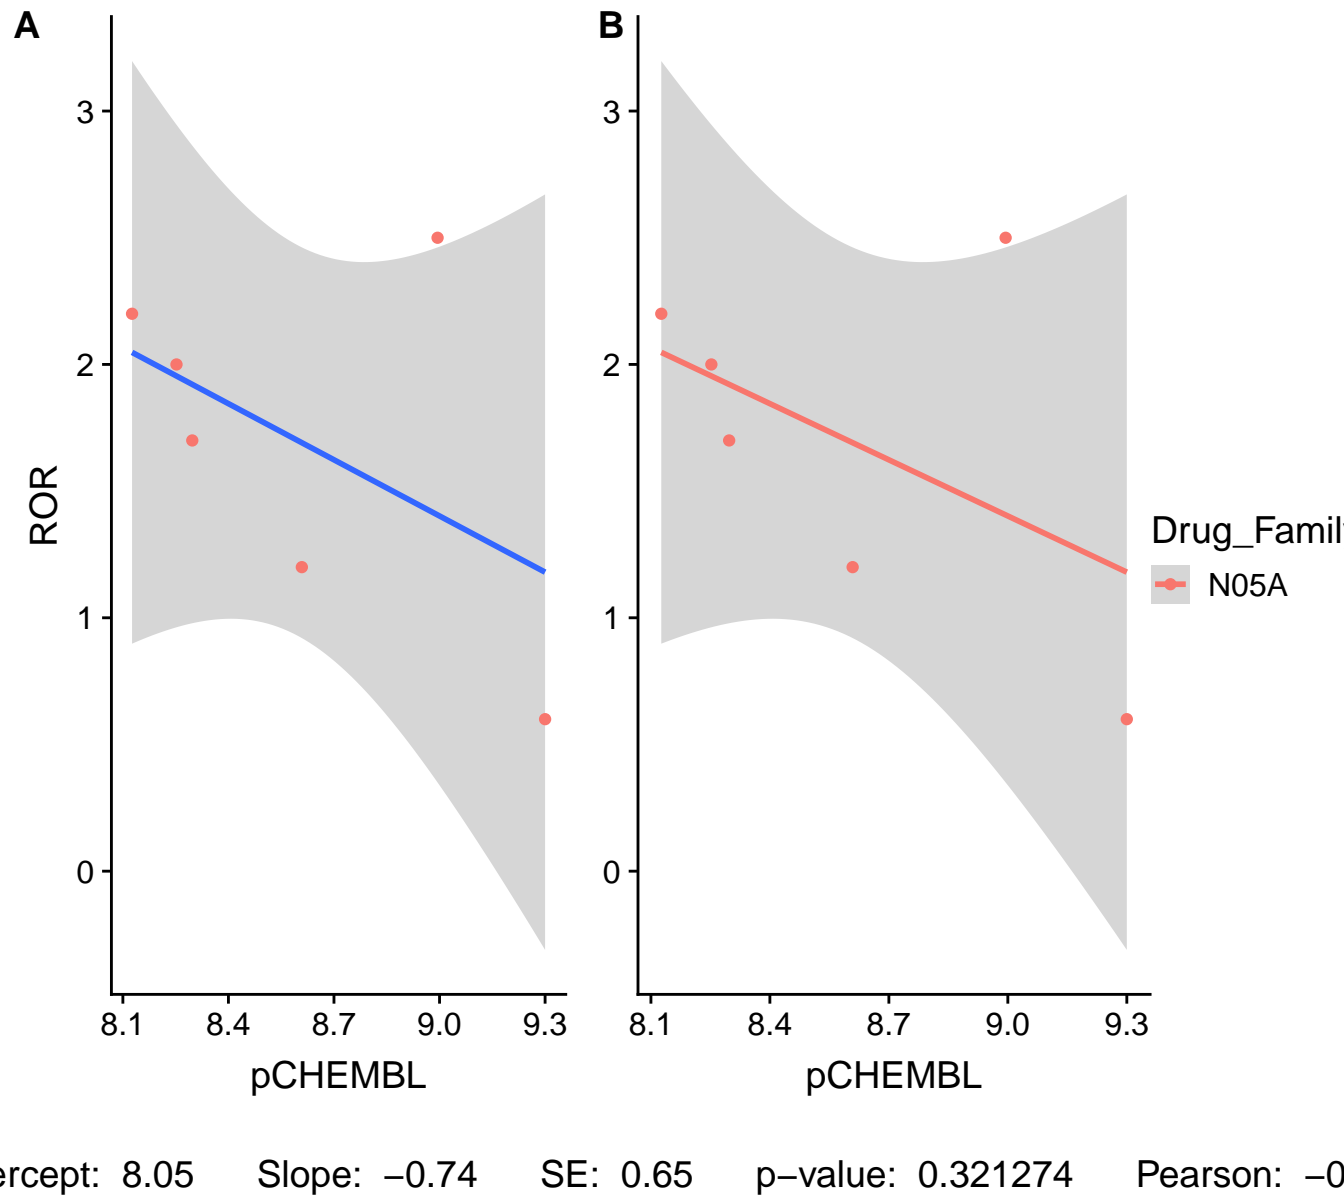 A
B
3
2
1
0
ROR
8.1 8.4 8.7 9.0 9.3
pCHEMBL
3
2
1
0
8.1 8.4 8.7 9.0 9.3
pCHEMBL
Drug_Famil
N05A
ercept: 8.05 Slope: −0.74 SE: 0.65 p−value: 0.321274 Pearson: −0